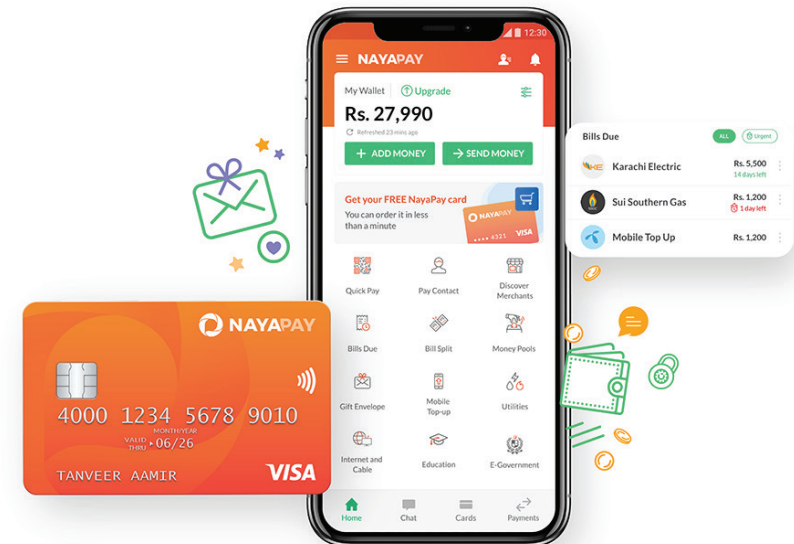 12:30
NAYAPAY
My Wallet
Upgrade
Rs. 27,990
Refreshed 23 mins ago
+ ADD MONEY
→ SEND MONEY
Get your FREE NayaPay card
You can order it in less
than a minute
NAYAPAY
•••• 4321
VISA
Quick Pay
Pay Contact
Discover
Merchants
Bills Due
Bill Split
Money Pools
Gift Envelope
Mobile
Top-up
Utilities
Internet and
Cable
Education
E-Government
Home
Chat
Cards
Payments
Bills Due
ALL
Urgent
KE
Karachi Electric
Rs. 5,500
14 days left
Sui Southern Gas
Rs. 1,200
1 day left
Mobile Top Up
Rs. 1,200
NAYAPAY
4000 1234 5678 9010
MONTH/YEAR
VALID
THRU
06/26
TANVEER AAMIR
VISA